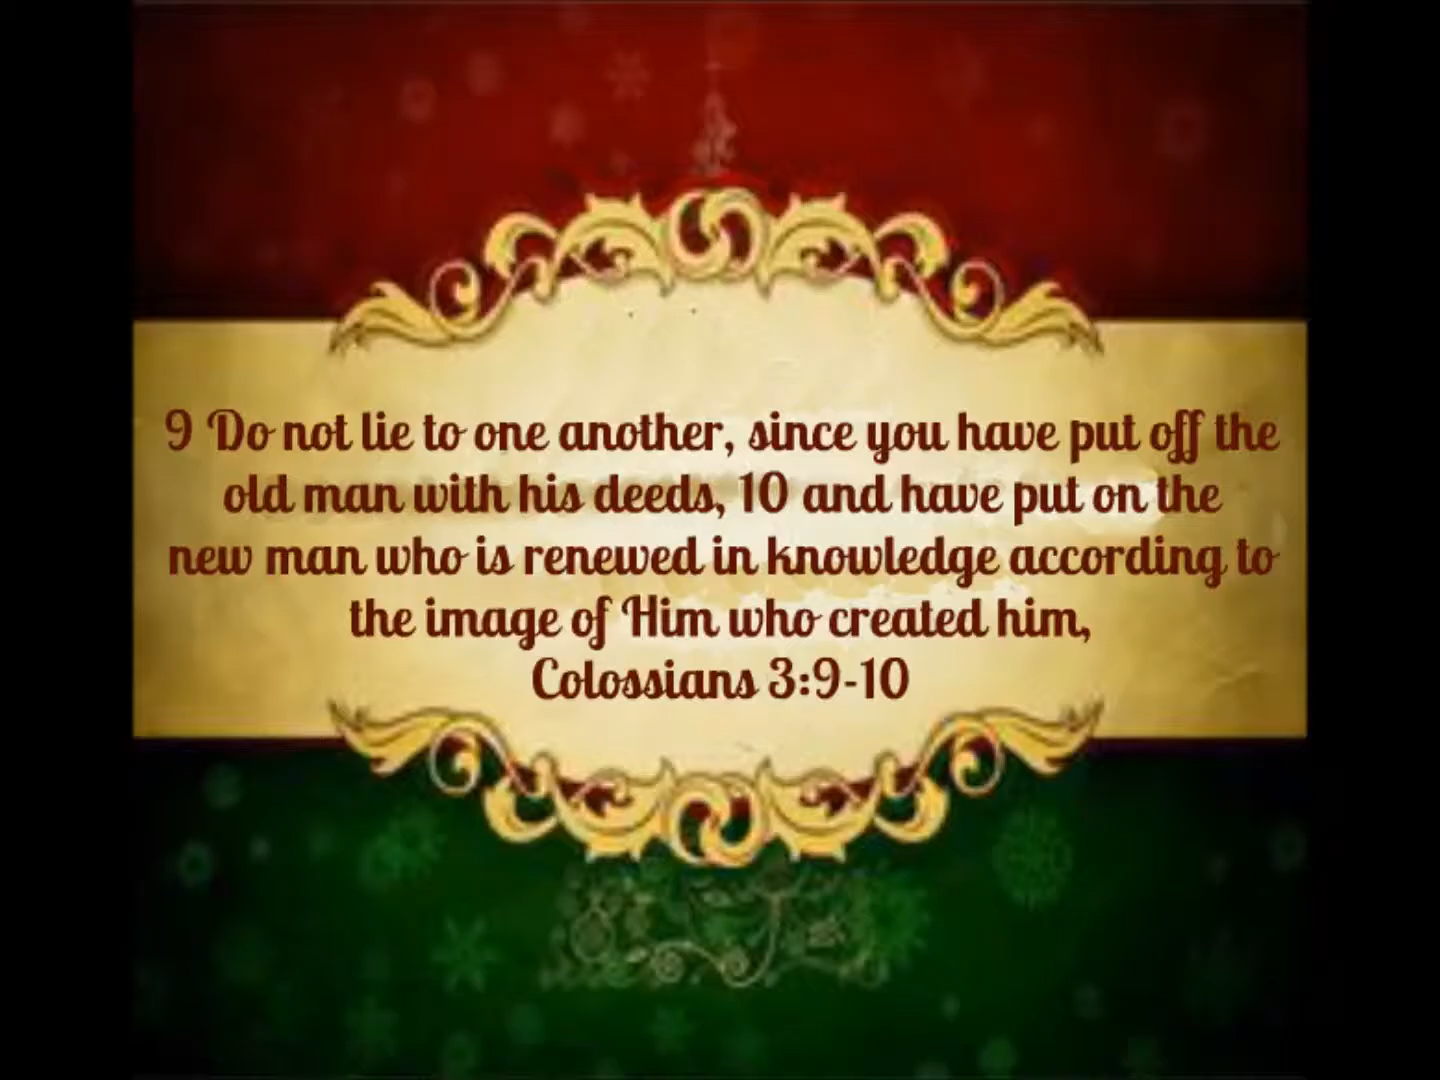 9 Do not lie to one another, since you have put off the
old man with his deeds, 10 and have put on the
new man who is renewed in knowledge according to
the image of Him who created him,
Colossians 3:9-10